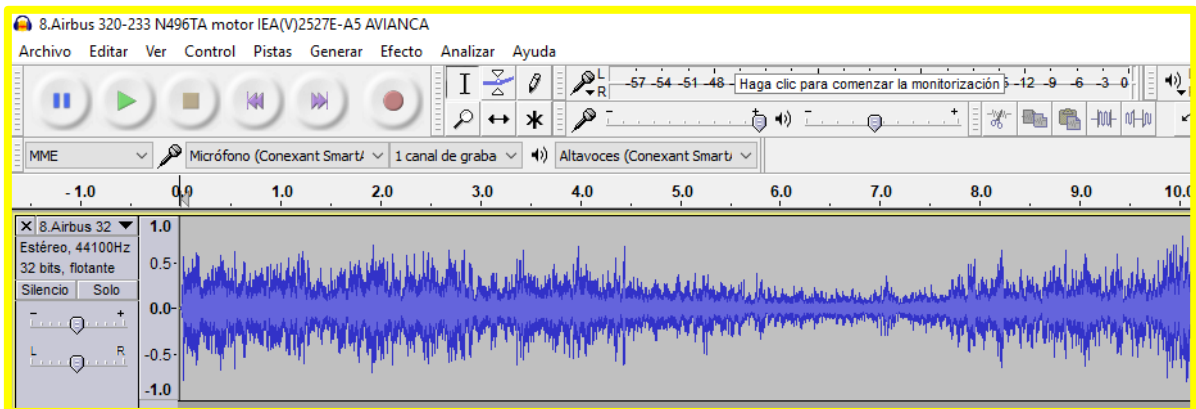 8.Airbus 320-233 N496TA motor IEA(V)2527E-A5 AVIANCA
Archivo Editar Ver Control Pistas Generar Efecto Analizar Ayuda
L
R
-57 -54 -51 -48 Haga clic para comenzar la monitorización -12 -9 -6 -3 0
- + - +
MME Micrófono (Conexant SmartA 1 canal de graba Altavoces (Conexant Smart
- 1.0 0.0 1.0 2.0 3.0 4.0 5.0 6.0 7.0 8.0 9.0 10.0
X 8.Airbus 32 1.0
Estéreo, 44100Hz
32 bits, flotante 0.5
Silencio Solo
- + 0.0
L R -0.5
-1.0